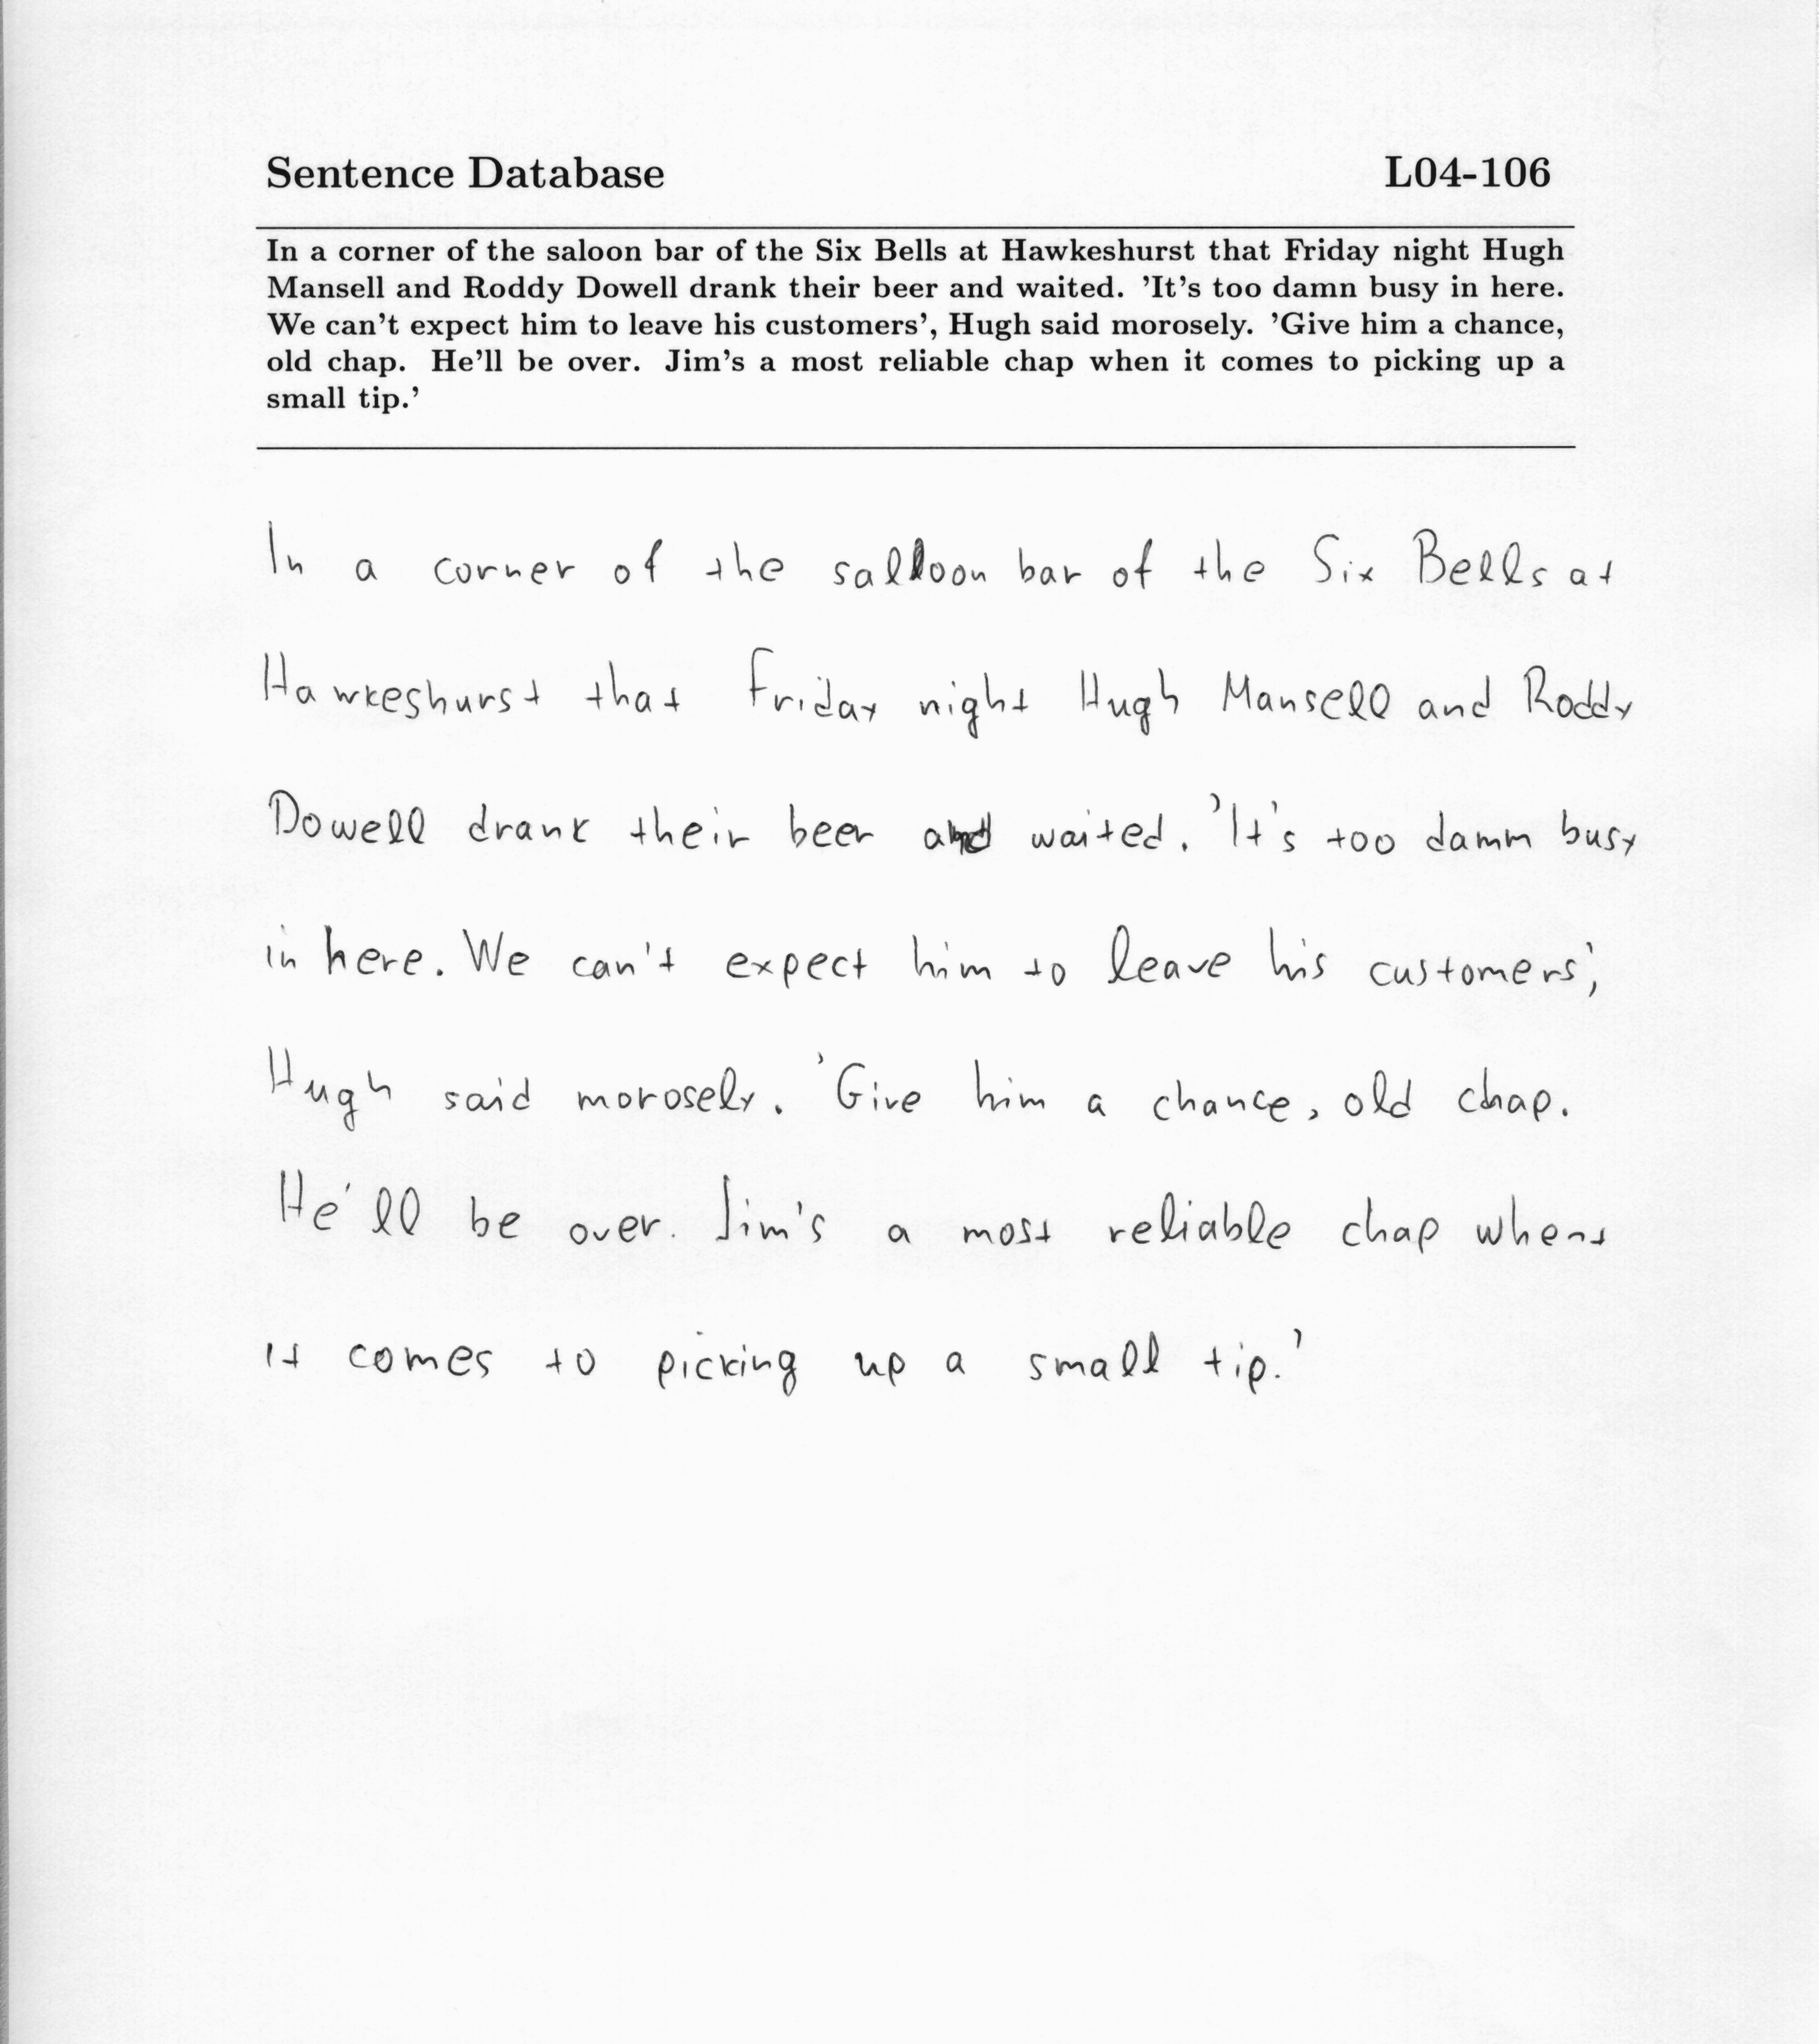 Sentence Database L04-106
In a corner of the saloon bar of the Six Bells at Hawkeshurst that Friday night Hugh
Mansell and Roddy Dowell drank their beer and waited. 'It's too damn busy in here.
We can't expect him to leave his customers', Hugh said morosely. 'Give him a chance,
old chap. He'll be over. Jim's a most reliable chap when it comes to picking up a
small tip.'
In a corner of the salloon bar of the Six Bells at
Hawkeshurst that Friday night Hugh Mansell and Roddy
Dowell drank their beer and waited. 'It's too damm busy
in here. We can't expect him to leave his customers',
Hugh said morosely. 'Give him a chance, old chap.
He'll be over. Jim's a most reliable chap whent
it comes to picking up a small tip.'